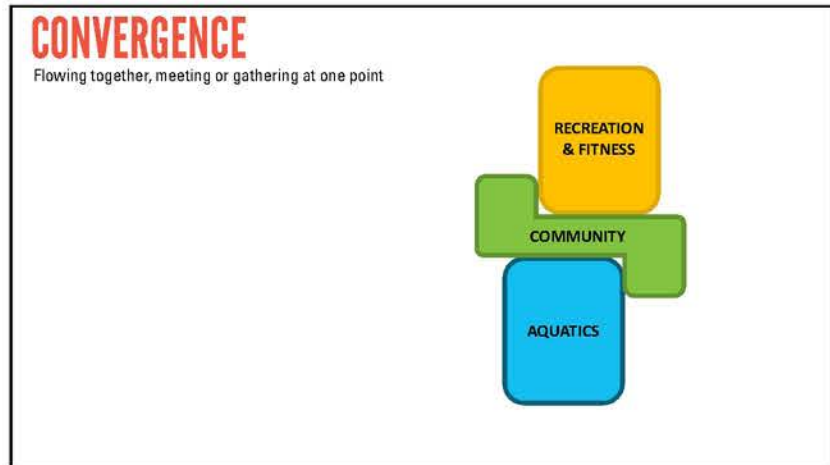 CONVERGENCE
Flowing together, meeting or gathering at one point
RECREATION
& FITNESS
COMMUNITY
AQUATICS